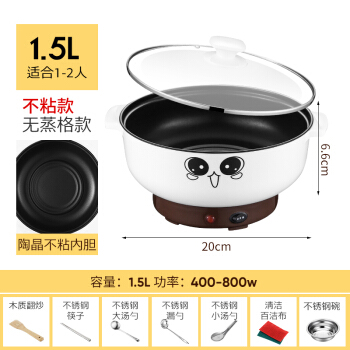 1.5L
适合1-2人
不粘款
无蒸格款
陶晶不粘内胆
6.6cm
20cm
容量：1.5L 功率：400-800w
木质翻炒
不锈钢
筷子
不锈钢
大汤勺
不锈钢
漏勺
不锈钢
小汤勺
清洁
百洁布
不锈钢碗